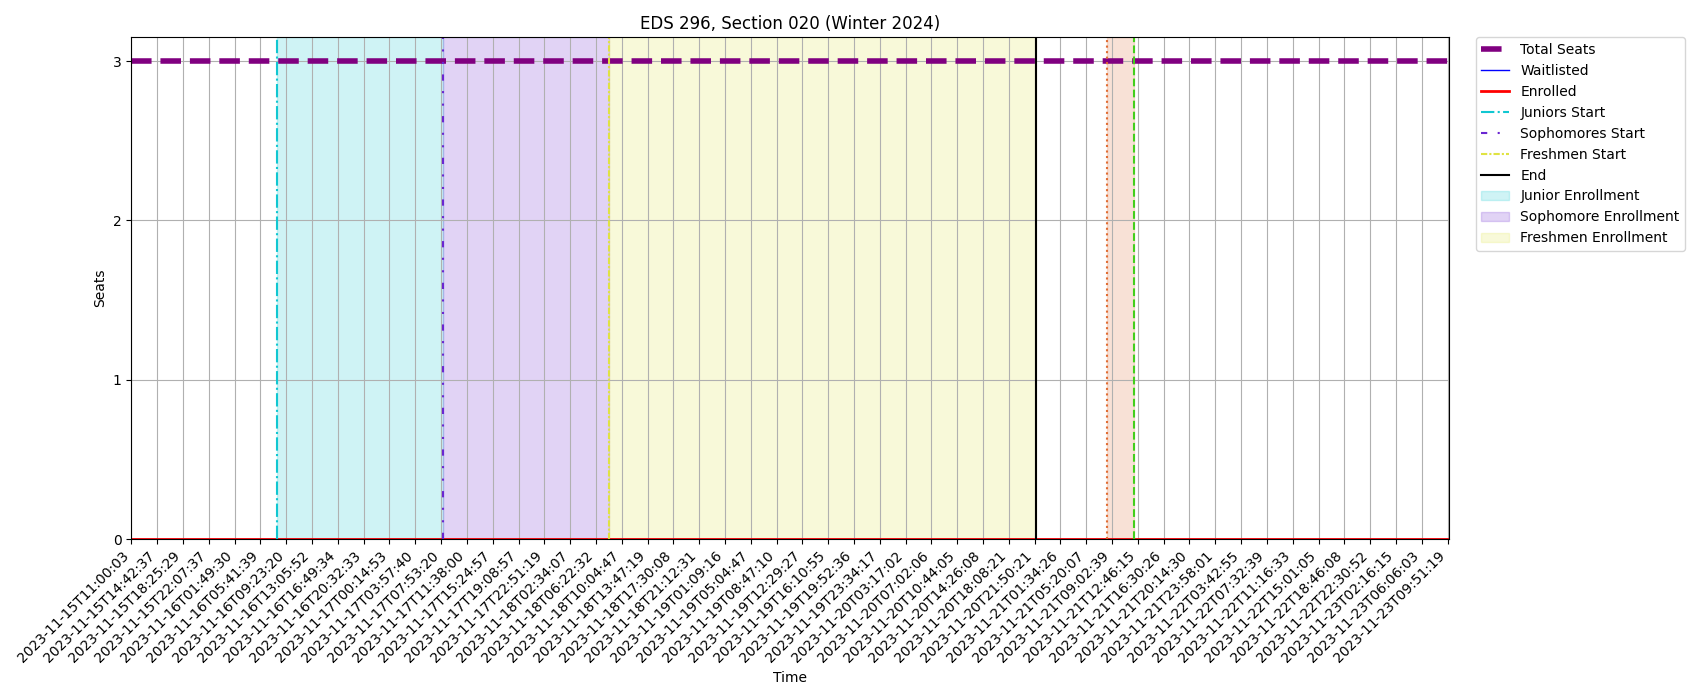 EDS 296, Section 020 (Winter 2024)
Total Seats
Waitlisted
Enrolled
Juniors Start
Sophomores Start
Freshmen Start
End
Junior Enrollment
Sophomore Enrollment
Freshmen Enrollment
Seats
3
2
1
0
2023-11-15T11:00:03
2023-11-15T14:42:37
2023-11-15T18:25:29
2023-11-15T22:07:37
2023-11-16T01:49:30
2023-11-16T05:41:39
2023-11-16T09:23:20
2023-11-16T13:05:52
2023-11-16T16:49:34
2023-11-16T20:32:33
2023-11-17T00:14:53
2023-11-17T03:57:40
2023-11-17T07:53:20
2023-11-17T11:38:00
2023-11-17T15:24:57
2023-11-17T19:08:57
2023-11-17T22:51:19
2023-11-18T02:34:07
2023-11-18T06:22:32
2023-11-18T10:04:47
2023-11-18T13:47:19
2023-11-18T17:30:08
2023-11-18T21:12:31
2023-11-19T01:09:16
2023-11-19T05:04:47
2023-11-19T08:47:10
2023-11-19T12:29:27
2023-11-19T16:10:55
2023-11-19T19:52:36
2023-11-19T23:34:17
2023-11-20T03:17:02
2023-11-20T07:02:06
2023-11-20T10:44:05
2023-11-20T14:26:08
2023-11-20T18:08:21
2023-11-20T21:50:21
2023-11-21T01:34:26
2023-11-21T05:20:07
2023-11-21T09:02:39
2023-11-21T12:46:15
2023-11-21T16:30:26
2023-11-21T20:14:30
2023-11-21T23:58:01
2023-11-22T03:42:55
2023-11-22T07:32:39
2023-11-22T11:16:33
2023-11-22T15:01:05
2023-11-22T18:46:08
2023-11-22T22:30:52
2023-11-23T02:16:15
2023-11-23T06:06:03
2023-11-23T09:51:19
Time